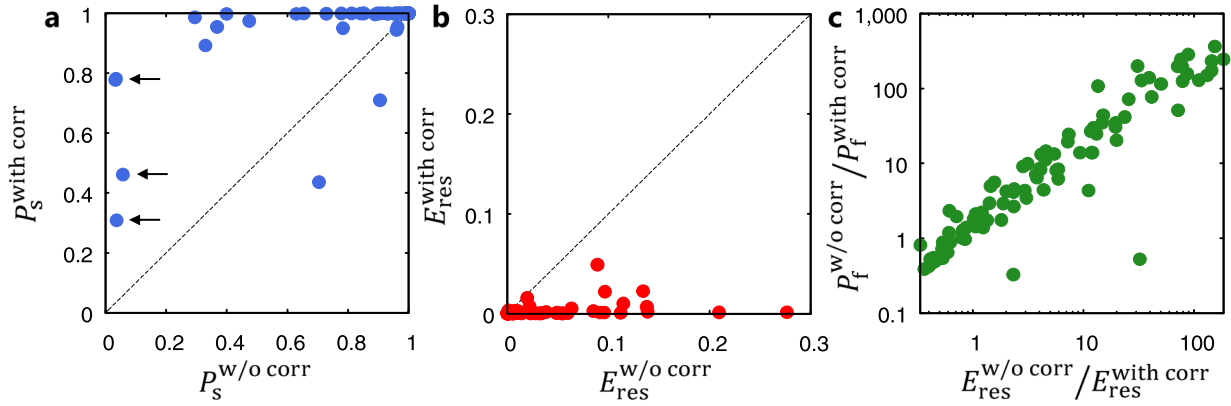 a
1
0.8
0.6
0.4
0.2
0
0 0.2 0.4 0.6 0.8 1
P_s^with corr
P_s^w/o corr
b
0.3
0.2
0.1
0
0 0.1 0.2 0.3
E_res^with corr
E_res^w/o corr
c
1,000
100
10
1
0.1
1 10 100
P_f^w/o corr/P_f^with corr
E_res^w/o corr/E_res^with corr